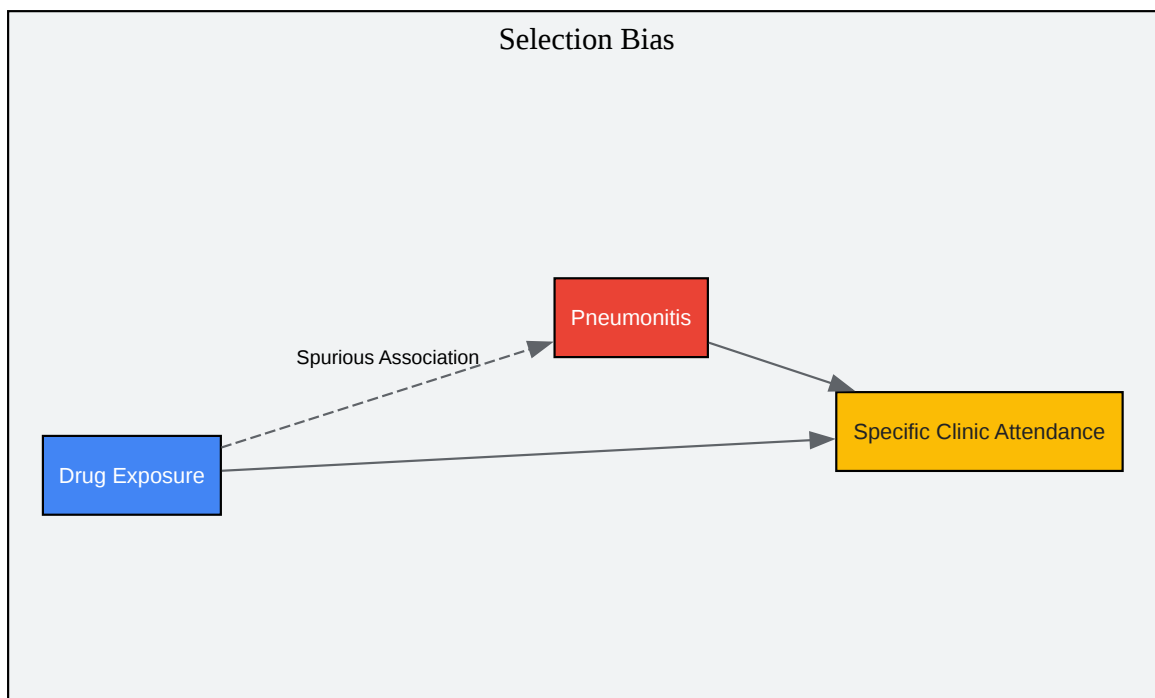 Selection Bias
Pneumonitis
Spurious Association
Specific Clinic Attendance
Drug Exposure